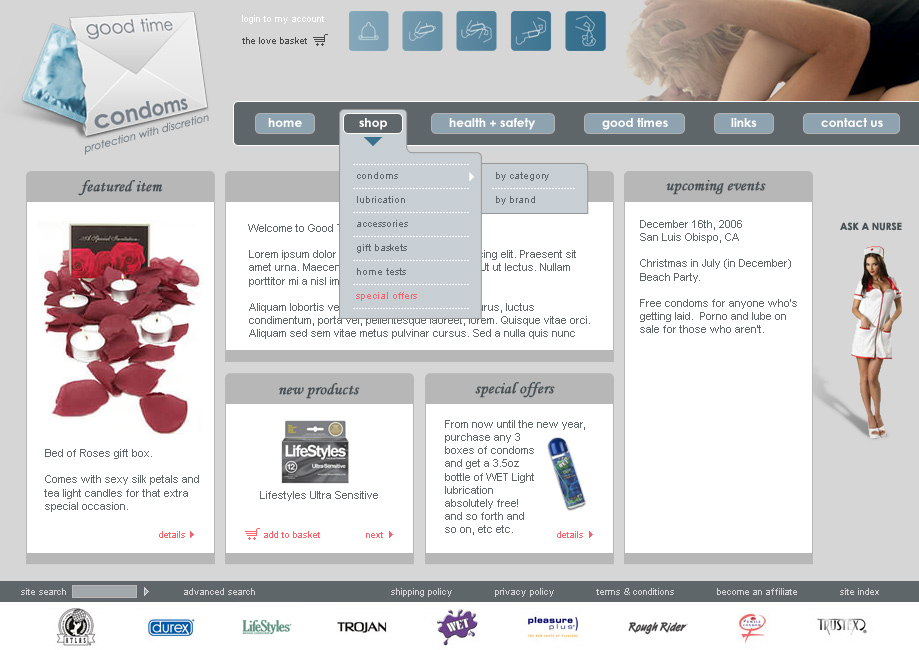 good time
condoms
protection with discretion
login to my account
the love basket
home
shop
health + safety
good times
links
contact us
condoms
lubrication
accessories
gift baskets
home tests
special offers
by category
by brand
featured item
A Special Invitation
Bed of Roses gift box.
Comes with sexy silk petals and
tea light candles for that extra
special occasion.
details
Welcome to Good T
Lorem ipsum dolor
cing elit. Praesent sit
amet urna. Maecen
Ut ut lectus. Nullam
porttitor mi a nisl im
Aliquam lobortis ve
urus, luctus
condimentum, porta vel, pellentesque laoreet, lorem. Quisque vitae orci.
Aliquam sed sem vitae metus pulvinar cursus. Sed a nulla quis nunc
new products
LifeStyles
12
Ultra-Sensitive
Lifestyles Ultra Sensitive
add to basket
next
special offers
From now until the new year,
purchase any 3
boxes of condoms
and get a 3.5oz
bottle of WET Light
lubrication
absolutely free!
and so forth and
so on, etc etc.
WET
details
upcoming events
December 16th, 2006
San Luis Obispo, CA
Christmas in July (in December)
Beach Party.
Free condoms for anyone who's
getting laid.  Porno and lube on
sale for those who aren't.
ASK A NURSE
site search
advanced search
shipping policy
privacy policy
terms & conditions
become an affiliate
site index
ATLAS
durex
LifeStyles
TROJAN
WET
pleasure
plus
Rough Rider
TRUSTEX